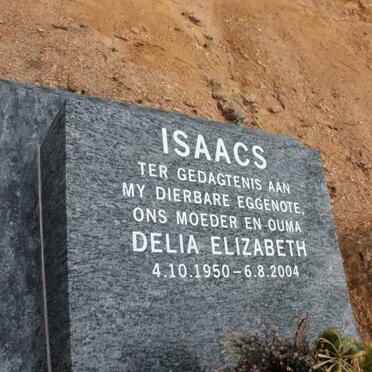 ISAACS
TER GEDAGTENIS AAN
MY DIERBARE EGGENOTE,
ONS MOEDER EN OUMA
DELIA ELIZABETH
4.10.1950 – 6.8.2004